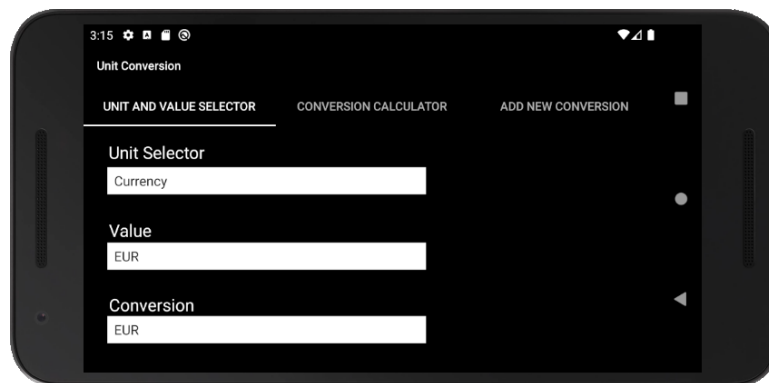 3:15
Unit Conversion
UNIT AND VALUE SELECTOR CONVERSION CALCULATOR ADD NEW CONVERSION
Unit Selector
Currency
Value
EUR
Conversion
EUR